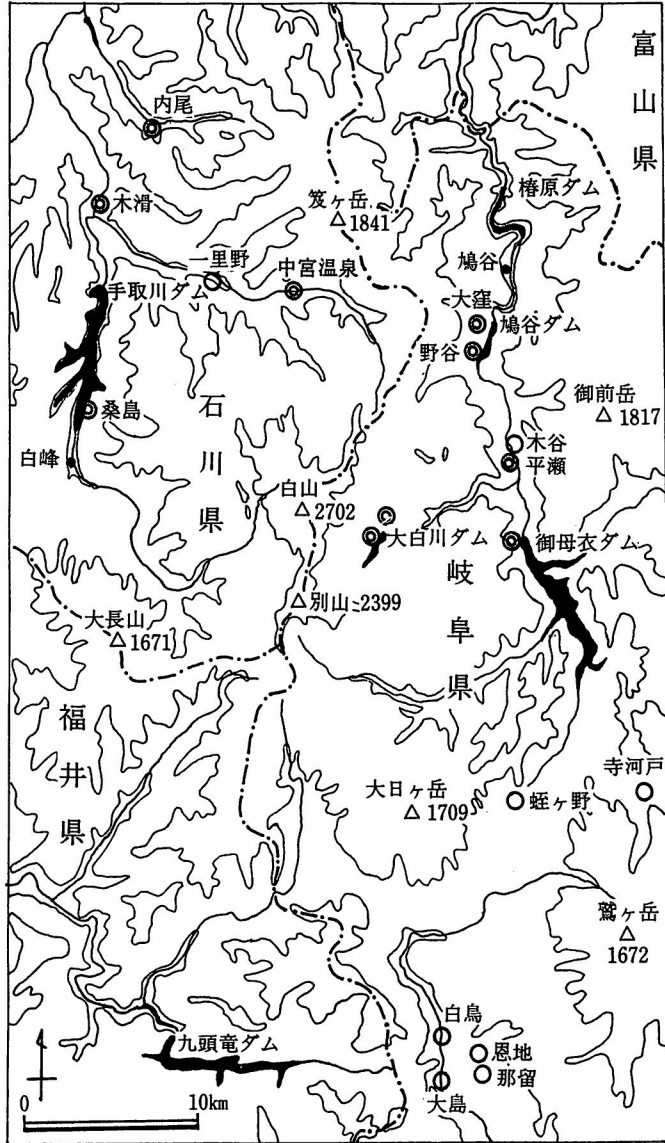 富山県
内尾
木滑
笈ヶ岳
△1841
椿原ダム
一里野
中宮温泉
鳩谷
手取川ダム
大窪
鳩谷ダム
野谷
石川県
桑島
御前岳
△1817
白峰
木谷
平瀬
白山
△2702
大白川ダム
御母衣ダム
岐阜県
△別山2399
大長山
△1671
福井県
大日ヶ岳
△1709
寺河戸
蛭ヶ野
鷲ヶ岳
△
1672
白鳥
九頭竜ダム
恩地
那留
大島
0 10km